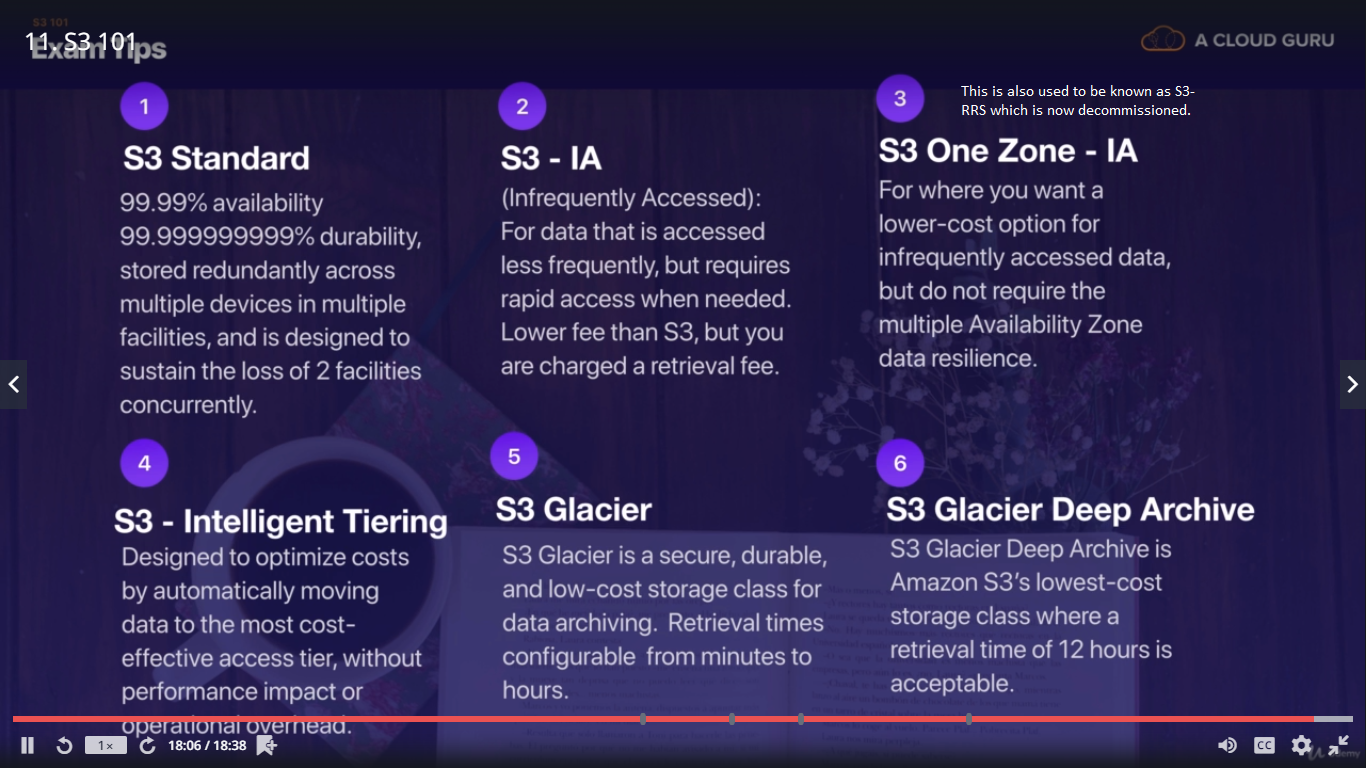 S3 101
11. S3 101
Exam Tips
A CLOUD GURU
1
S3 Standard
99.99% availability
99.999999999% durability,
stored redundantly across
multiple devices in multiple
facilities, and is designed to
sustain the loss of 2 facilities
concurrently.
2
S3 - IA
(Infrequently Accessed):
For data that is accessed
less frequently, but requires
rapid access when needed.
Lower fee than S3, but you
are charged a retrieval fee.
3
This is also used to be known as S3-
RRS which is now decommissioned.
S3 One Zone - IA
For where you want a
lower-cost option for
infrequently accessed data,
but do not require the
multiple Availability Zone
data resilience.
4
S3 - Intelligent Tiering
Designed to optimize costs
by automatically moving
data to the most cost-
effective access tier, without
performance impact or
operational overhead.
5
S3 Glacier
S3 Glacier is a secure, durable,
and low-cost storage class for
data archiving. Retrieval times
configurable from minutes to
hours.
6
S3 Glacier Deep Archive
S3 Glacier Deep Archive is
Amazon S3's lowest-cost
storage class where a
retrieval time of 12 hours is
acceptable.
1×
18:06 / 18:38
CC
Udemy